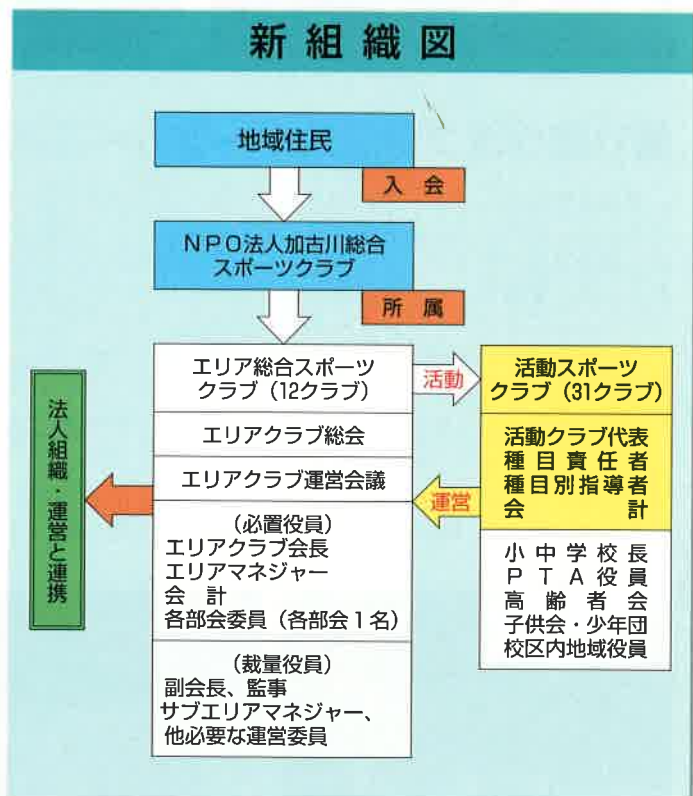 新組織図
地域住民
入会
NPO法人加古川総合
スポーツクラブ
所属
エリア総合スポーツ
クラブ（12クラブ）
エリアクラブ総会
エリアクラブ運営会議
（必置役員）
エリアクラブ会長
エリアマネジャー
会計
各部会委員（各部会1名）
（裁量役員）
副会長、監事
サブエリアマネジャー、
他必要な運営委員
活動
運営
活動スポーツ
クラブ（31クラブ）
活動クラブ代表
種目責任者
種目別指導者
会計
小中学校長
PTA役員
高齢者会
子供会・少年団
校区内地域役員
法人組織・運営と連携